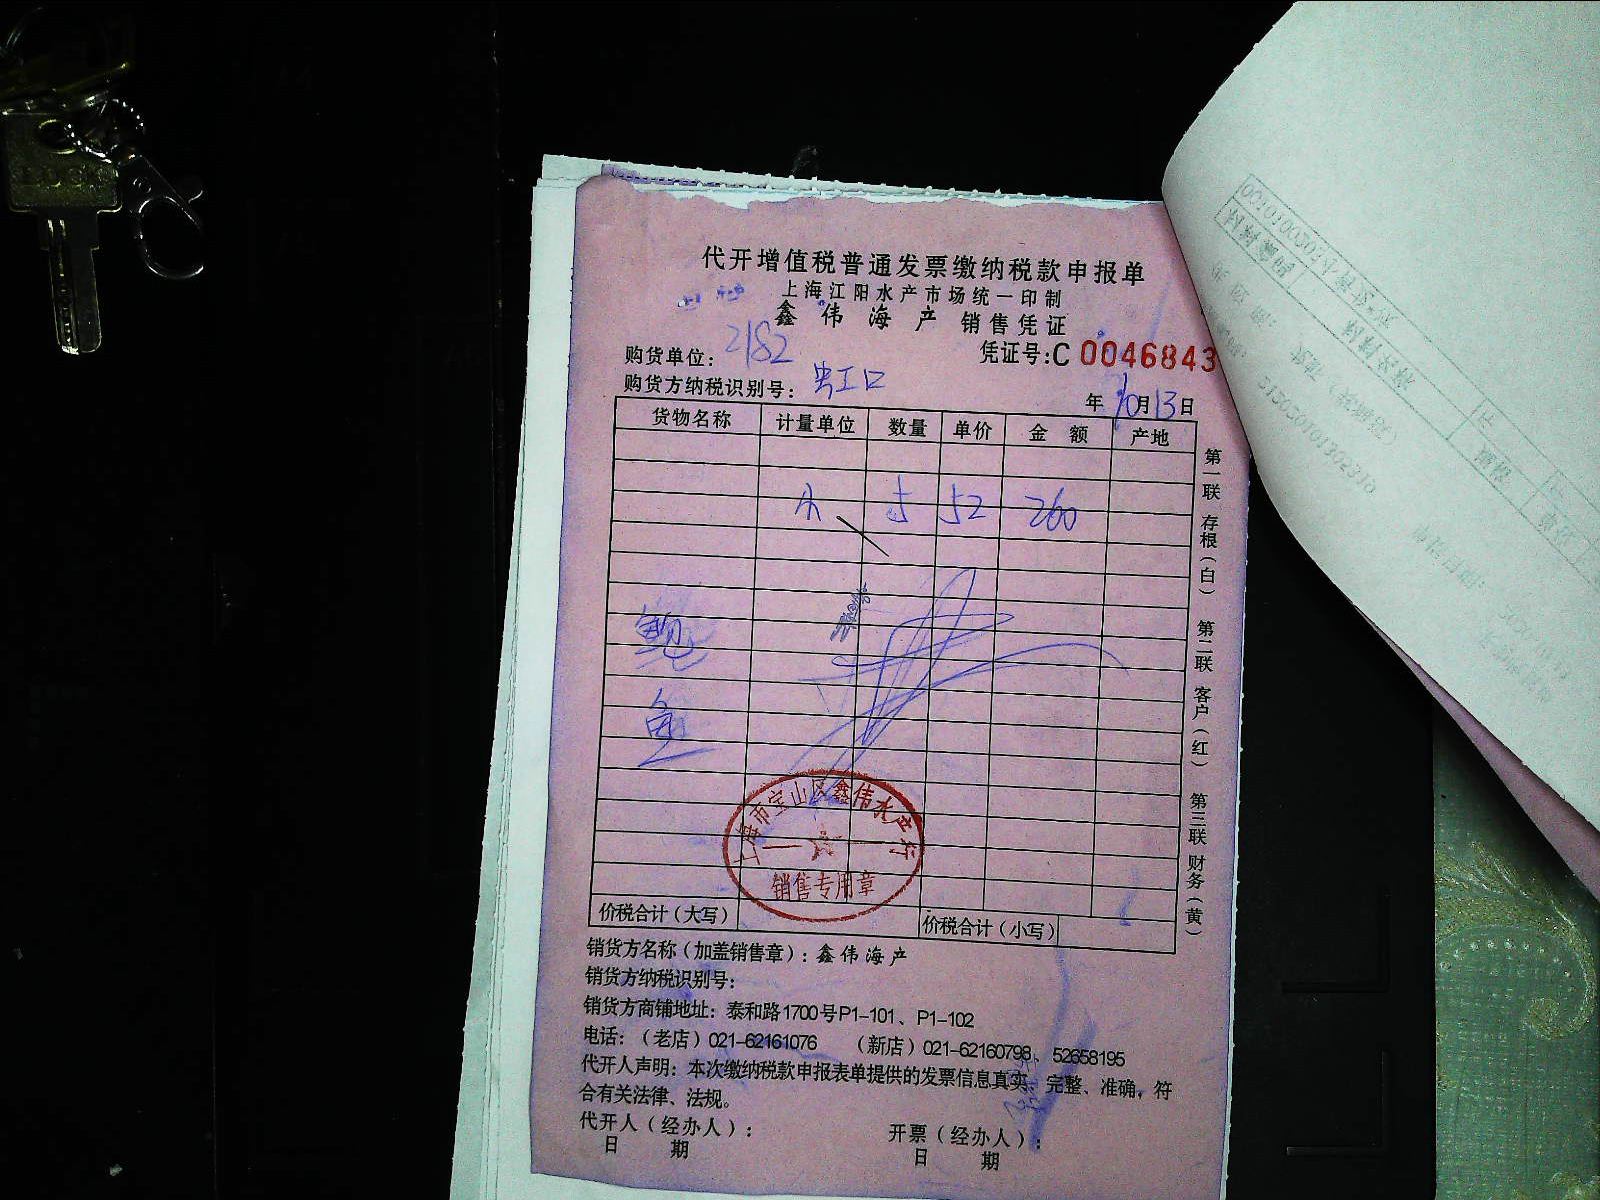 代开增值税普通发票缴纳税款申报单
上海江阳水产市场统一印制
鑫伟海产 销售凭证
购货单位： 2182
凭证号:C 0046843
购货方纳税识别号： 虹口
年 10月13日
货物名称 计量单位 数量 单价 金额 产地
5 52 260
鲍
鱼
上海市宝山区鑫伟水产行
销售专用章
价税合计（大写） 价税合计（小写）
第一联 存根（白） 第二联 客户（红） 第三联 财务（黄）
销货方名称（加盖销售章）：鑫伟海产
销货方纳税识别号：
销货方商铺地址：泰和路1700号P1-101、P1-102
电话：（老店）021-62161076 （新店）021-62160798、52658195
代开人声明：本次缴纳税款申报表单提供的发票信息真实、完整、准确，符
合有关法律、法规。
代开人（经办人）： 开票（经办人）：
日 期 日 期